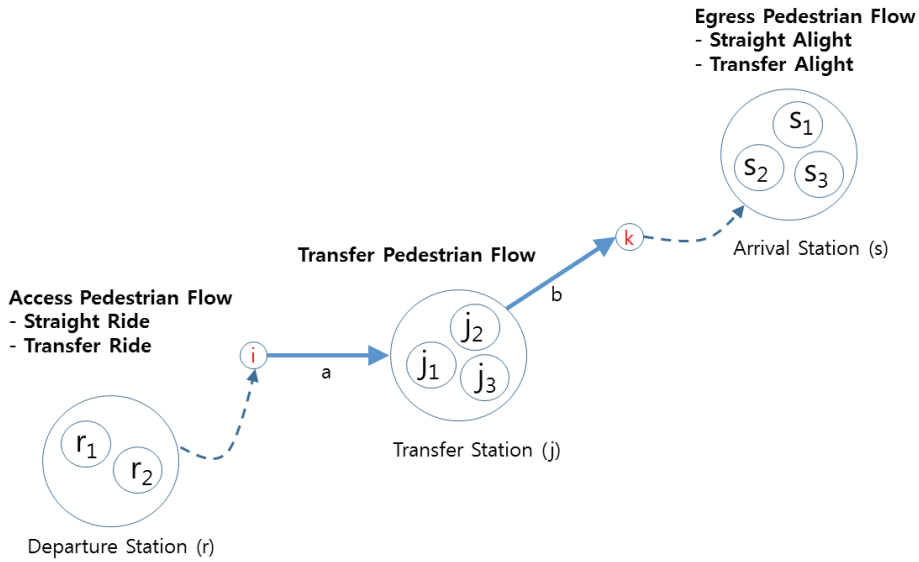 Egress Pedestrian Flow
- Straight Alight
- Transfer Alight
s1
s2
s3
Arrival Station (s)
k
b
Transfer Pedestrian Flow
j2
j1
j3
Transfer Station (j)
Access Pedestrian Flow
- Straight Ride
- Transfer Ride
i
a
r1
r2
Departure Station (r)